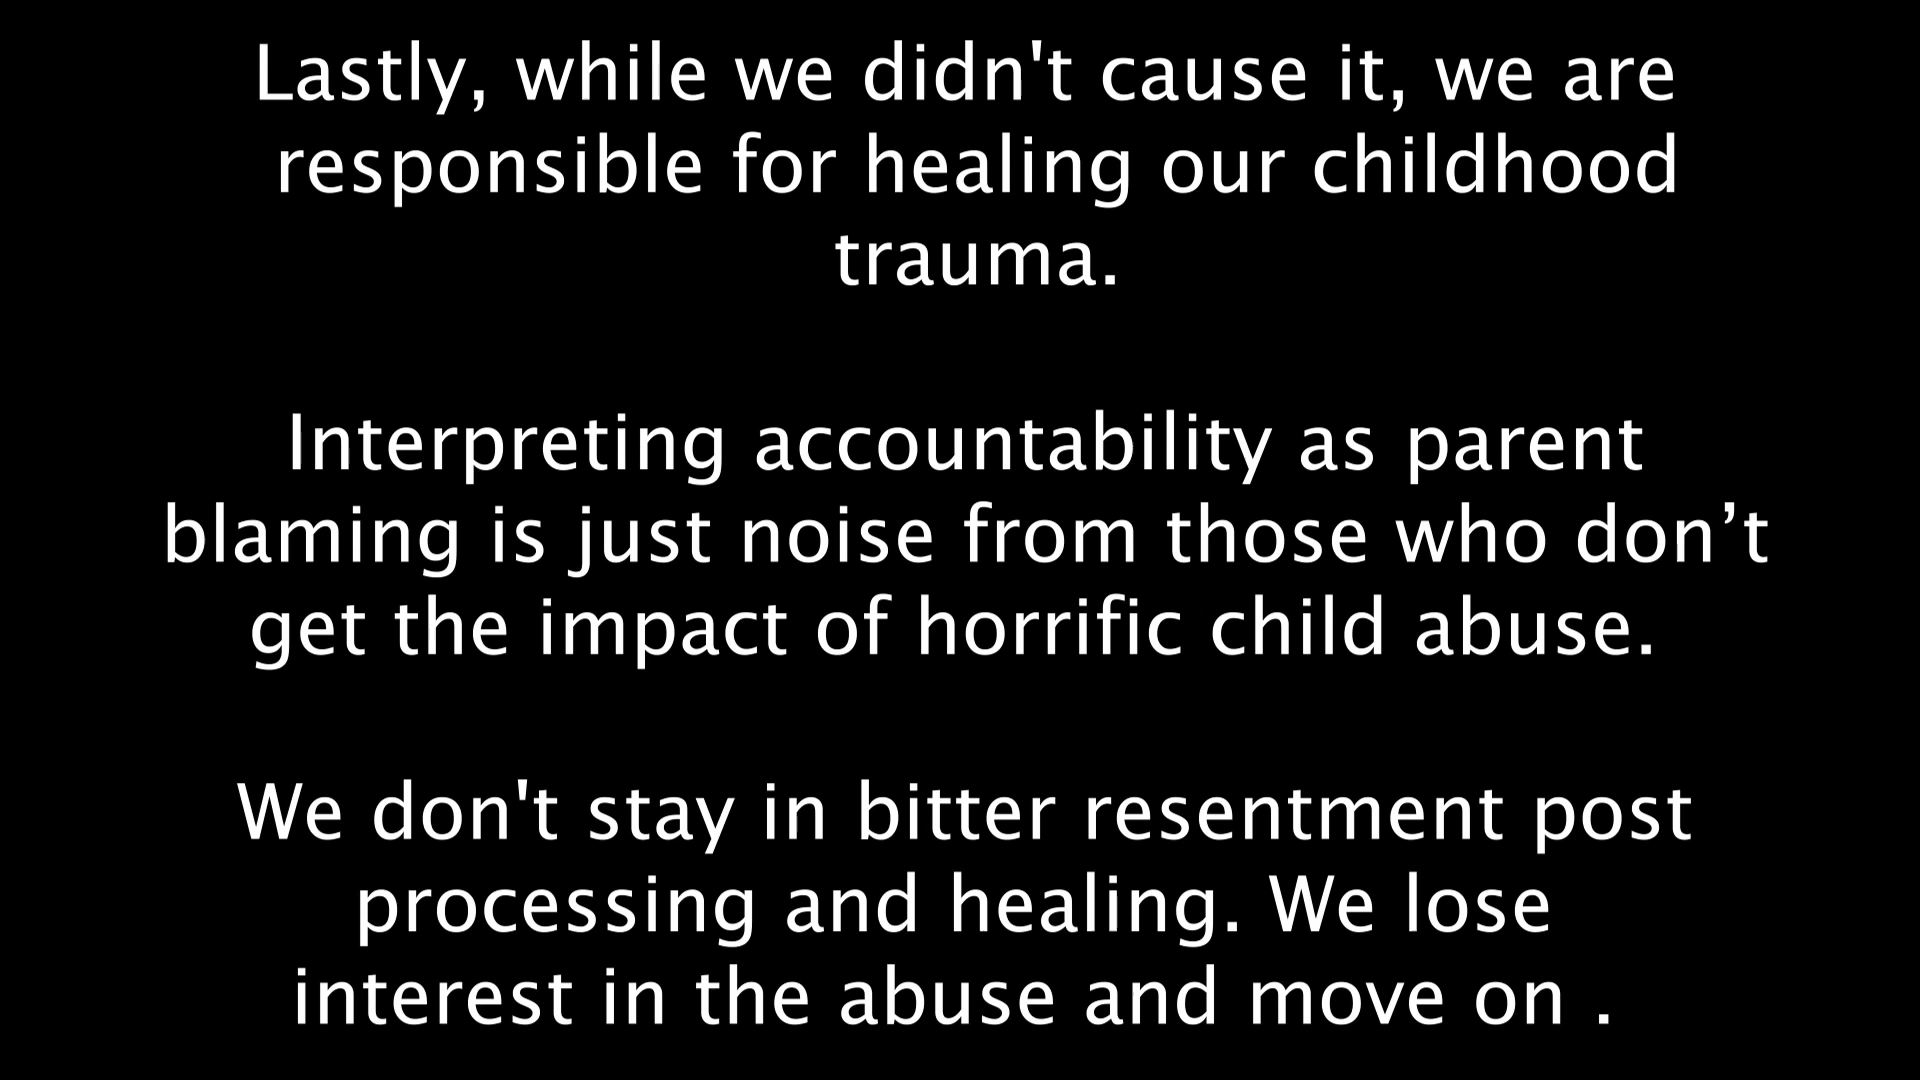 Lastly, while we didn't cause it, we are
responsible for healing our childhood
trauma.
Interpreting accountability as parent
blaming is just noise from those who don’t
get the impact of horrific child abuse.
We don't stay in bitter resentment post
processing and healing. We lose
interest in the abuse and move on .